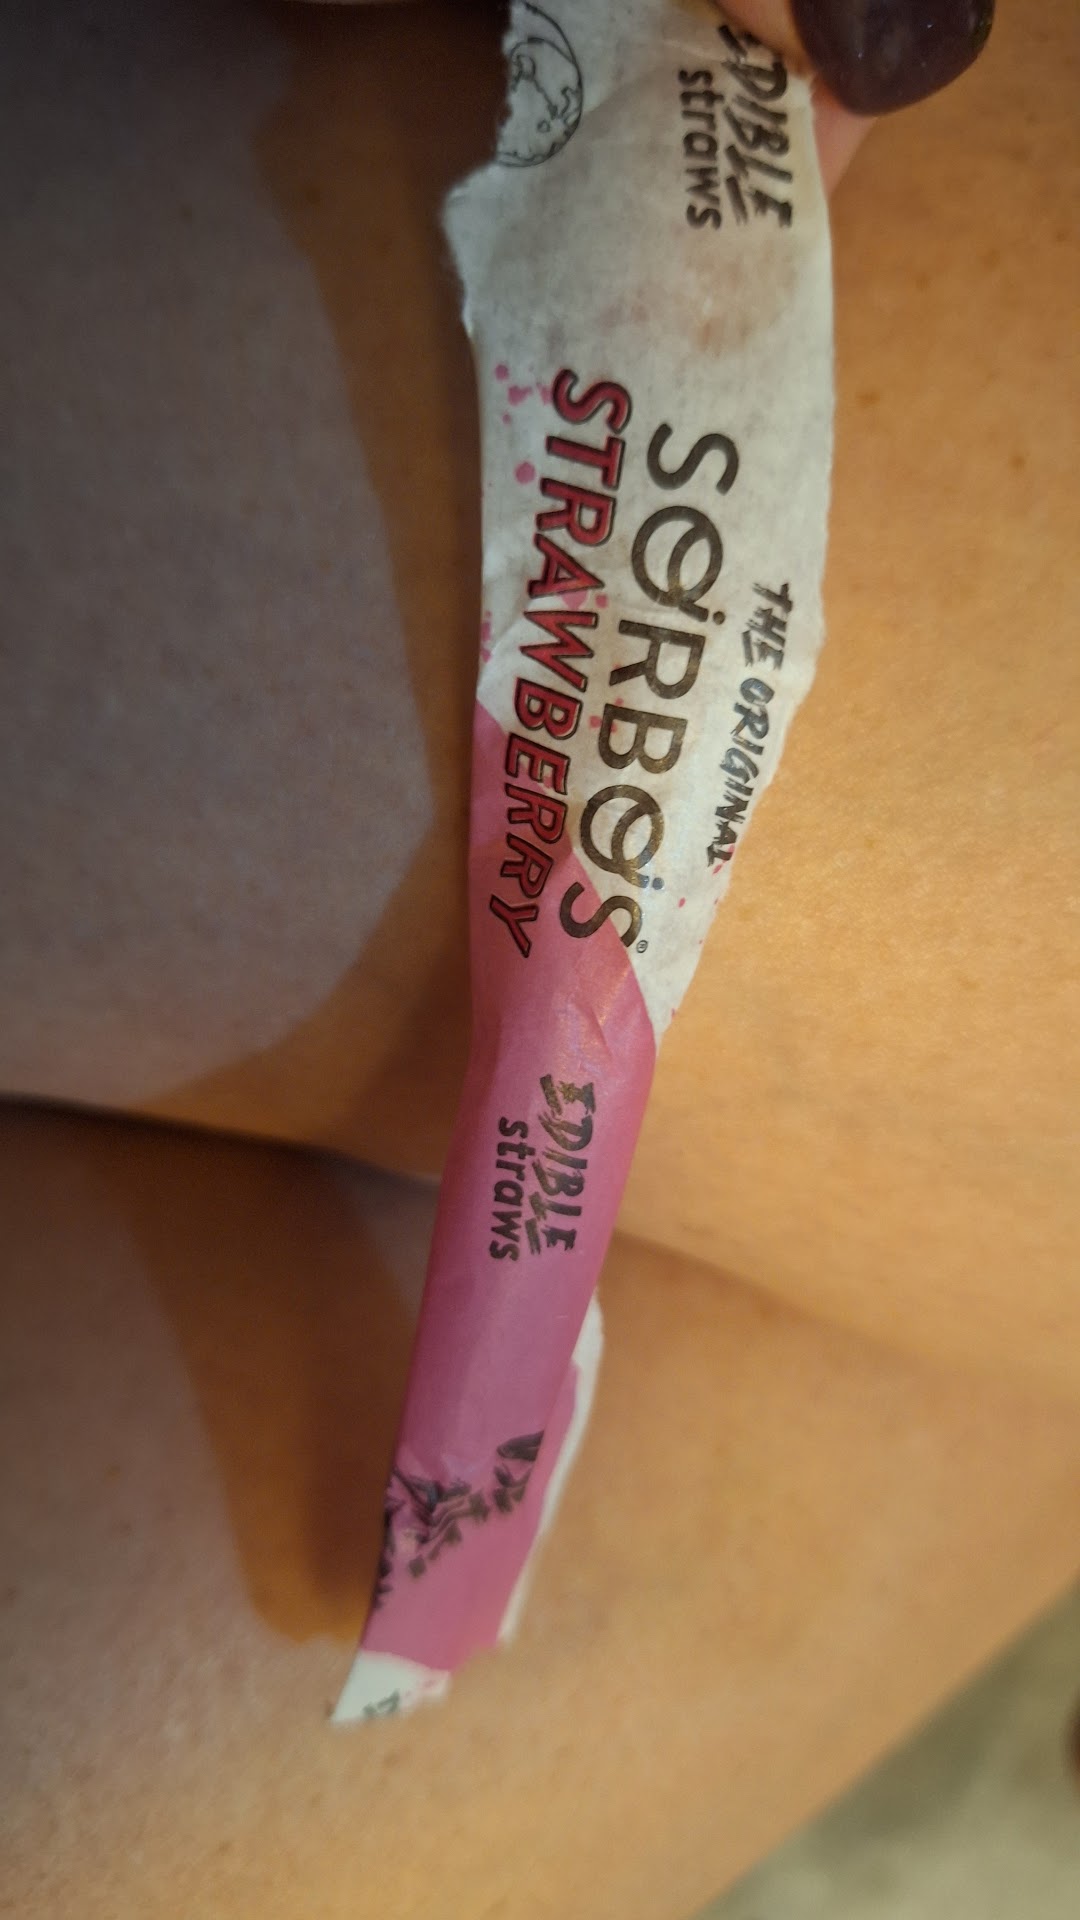 EDIBLE
straws
THE ORIGINAL
SORBOS®
STRAWBERRY
EDIBLE
straws